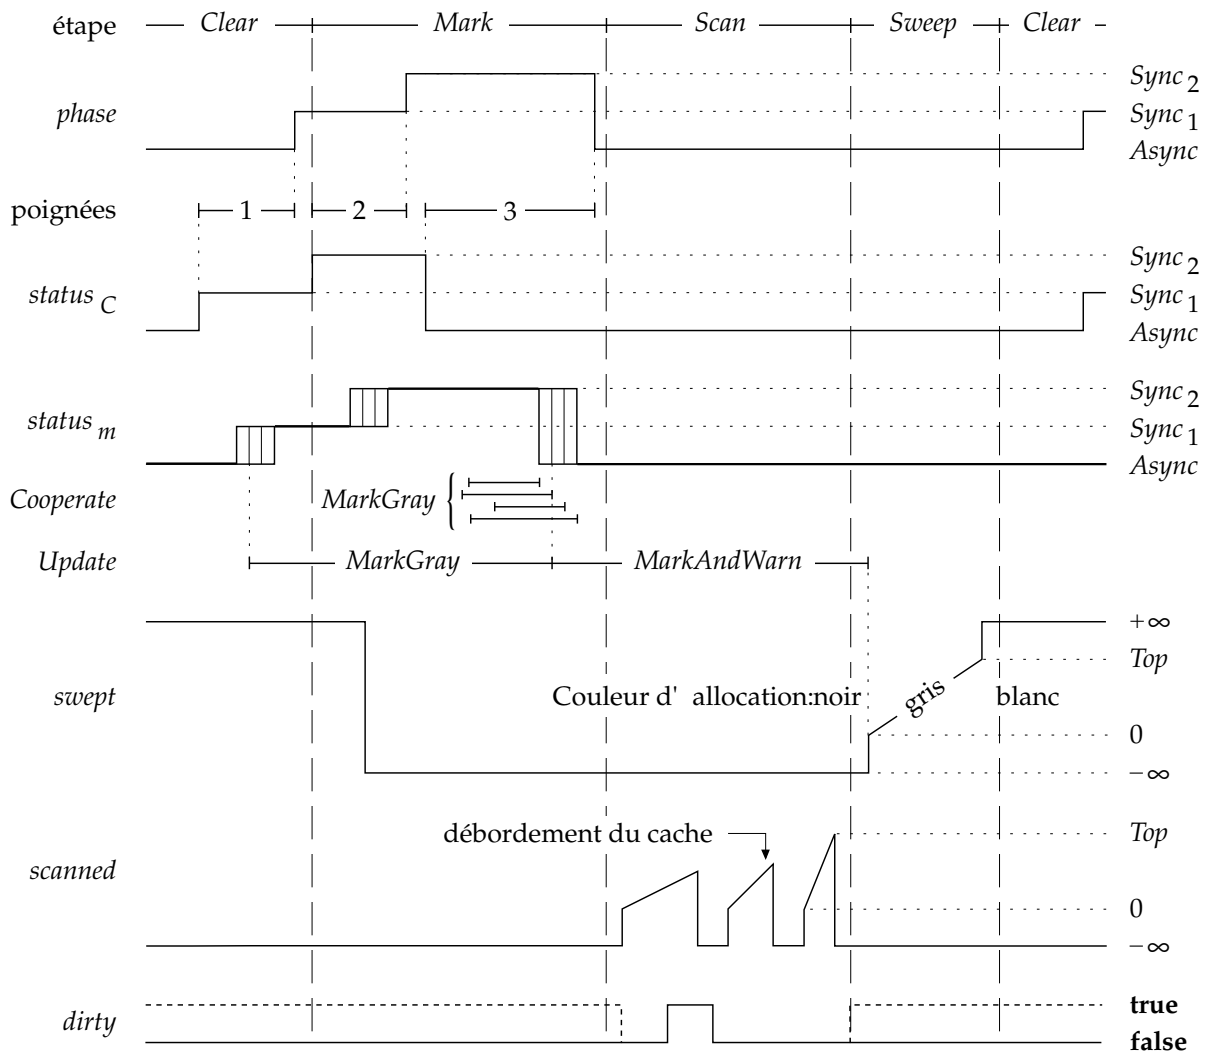 étape Clear Mark Scan Sweep Clear
Sync 2
phase Sync 1
Async
poignées 1 2 3
Sync 2
status C Sync 1
Async
Sync 2
status m Sync 1
Async
Cooperate MarkGray {
Update MarkGray MarkAndWarn
+∞
Top
swept Couleur d' allocation:noir gris blanc
0
−∞
débordement du cache Top
scanned
0
−∞
true
dirty
false